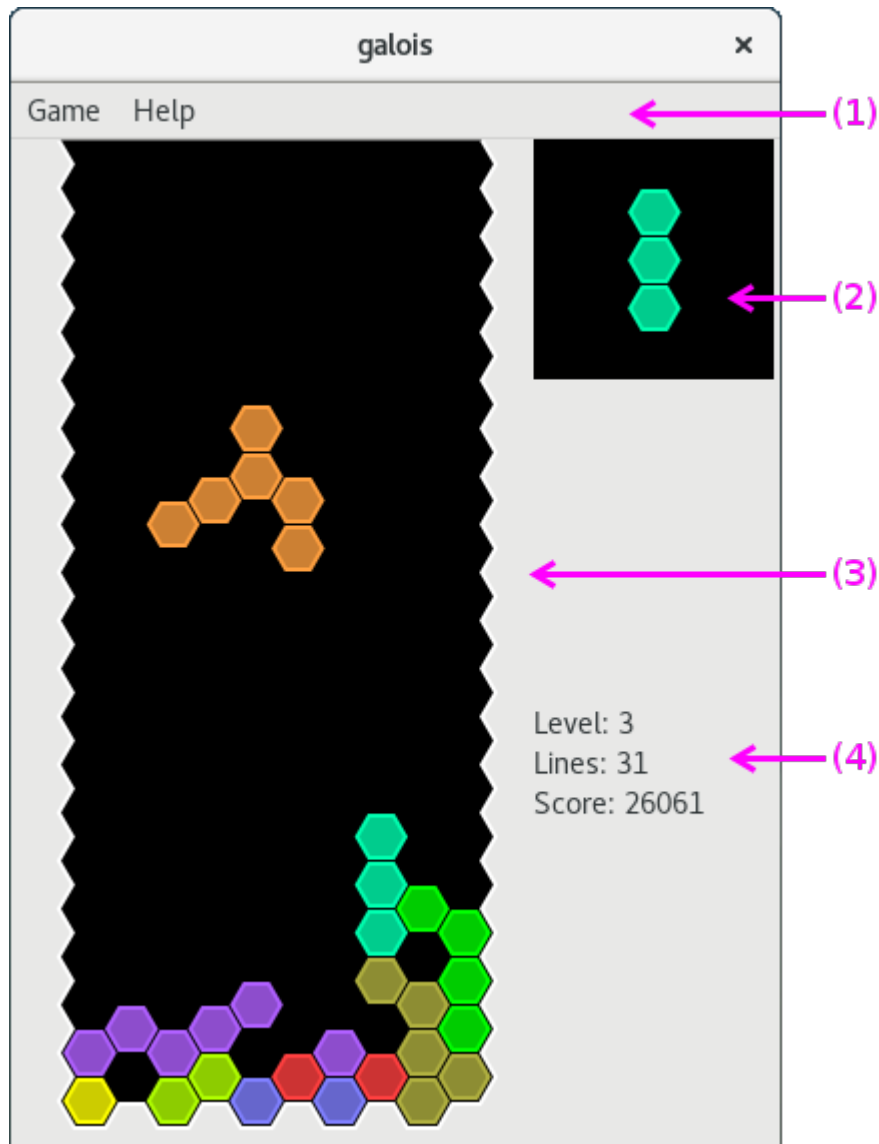 galois
Game Help
(1)
(2)
(3)
Level: 3
Lines: 31
(4)
Score: 26061